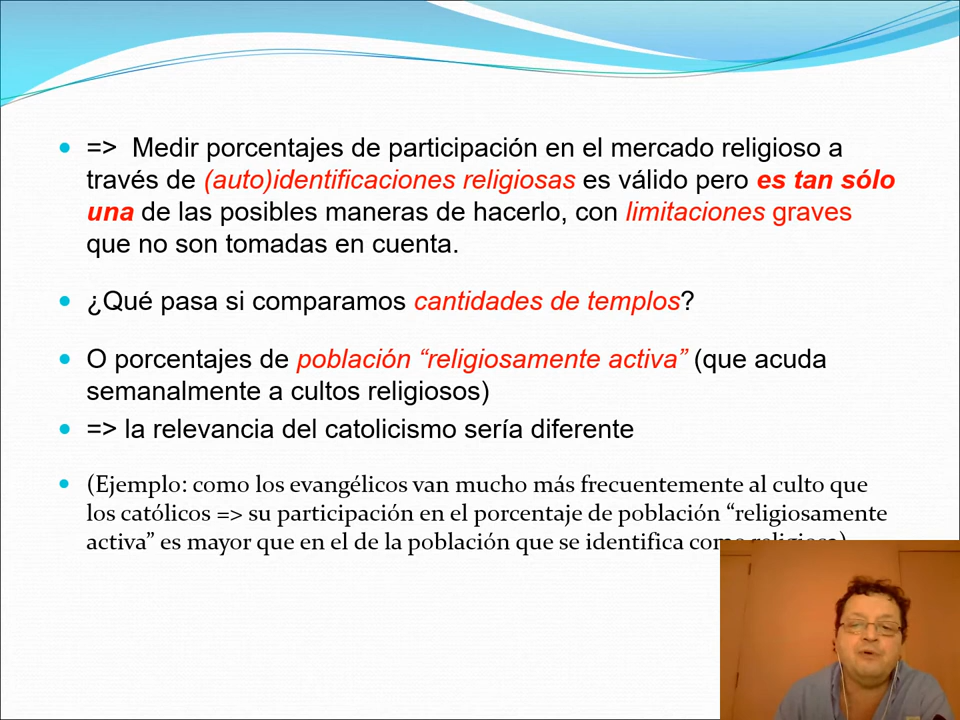 => Medir porcentajes de participación en el mercado religioso a
través de (auto)identificaciones religiosas es válido pero es tan sólo
una de las posibles maneras de hacerlo, con limitaciones graves
que no son tomadas en cuenta.
¿Qué pasa si comparamos cantidades de templos?
O porcentajes de población “religiosamente activa” (que acuda
semanalmente a cultos religiosos)
=> la relevancia del catolicismo sería diferente
(Ejemplo: como los evangélicos van mucho más frecuentemente al culto que
los católicos => su participación en el porcentaje de población “religiosamente
activa” es mayor que en el de la población que se identifica como